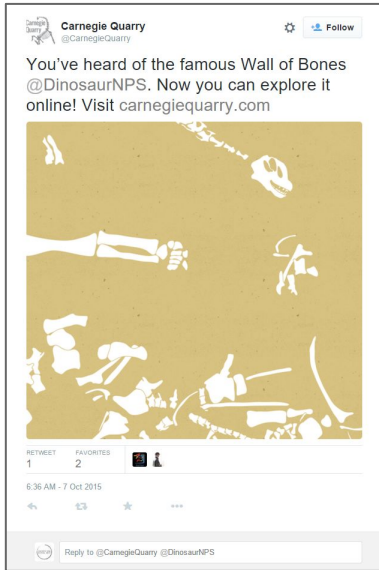 Carnegie Quarry
@CarnegieQuarry
Follow
You've heard of the famous Wall of Bones
@DinosaurNPS. Now you can explore it
online! Visit carnegiequarry.com
RETWEET FAVORITES
1 2
6:36 AM - 7 Oct 2015
Reply to @CarnegieQuarry @DinosaurNPS